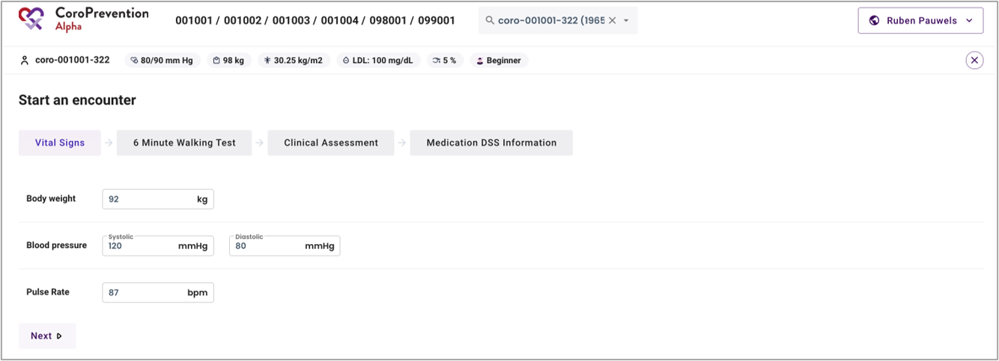 CoroPrevention
Alpha
001001 / 001002 / 001003 / 001004 / 098001 / 099001
coro-001001-322 (1965
Ruben Pauwels
coro-001001-322 80/90 mm Hg 98 kg 30.25 kg/m2 LDL: 100 mg/dL 5 % Beginner
Start an encounter
Vital Signs 6 Minute Walking Test Clinical Assessment Medication DSS Information
Body weight 92 kg
Systolic Diastolic
Blood pressure 120 mmHg 80 mmHg
Pulse Rate 87 bpm
Next